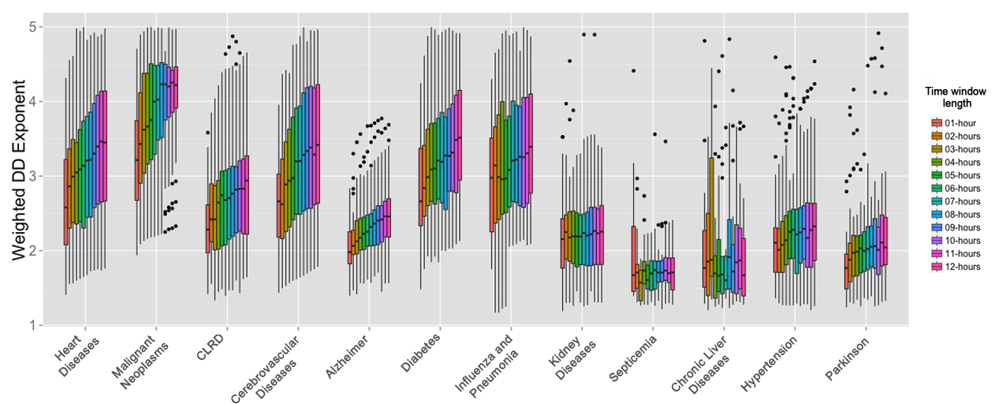 Weighted DD Exponent
5
4
3
2
1
Heart
Diseases
Malignant
Neoplasms
CLRD
Cerebrovascular
Diseases
Alzheimer
Diabetes
Influenza and
Pneumonia
Kidney
Diseases
Septicemia
Chronic Liver
Diseases
Hypertension
Parkinson
Time window
length
01-hour
02-hours
03-hours
04-hours
05-hours
06-hours
07-hours
08-hours
09-hours
10-hours
11-hours
12-hours